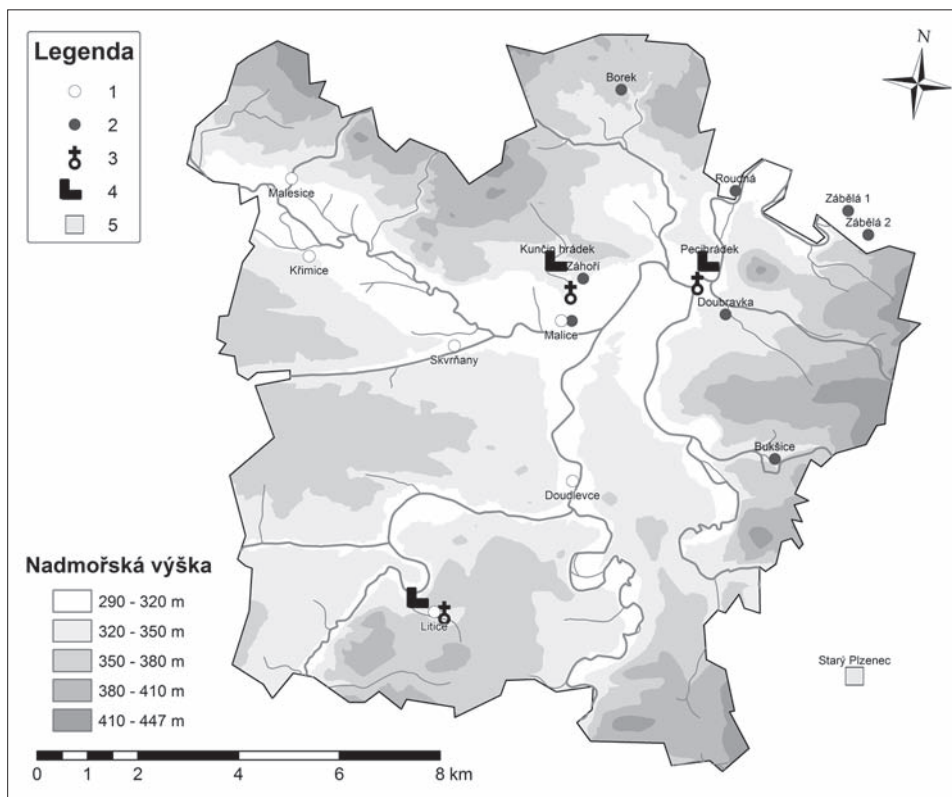 Legenda
1
2
3
4
5
N
Borek
Malesice
Roudná
Zábělá 1
Zábělá 2
Křimice
Kunčin hrádek
Záhoří
Pecihrádek
Doubravka
Malice
Skvrňany
Bukšice
Doudlevce
Litice
Starý Plzenec
Nadmořská výška
290 - 320 m
320 - 350 m
350 - 380 m
380 - 410 m
410 - 447 m
0 1 2 4 6 8 km